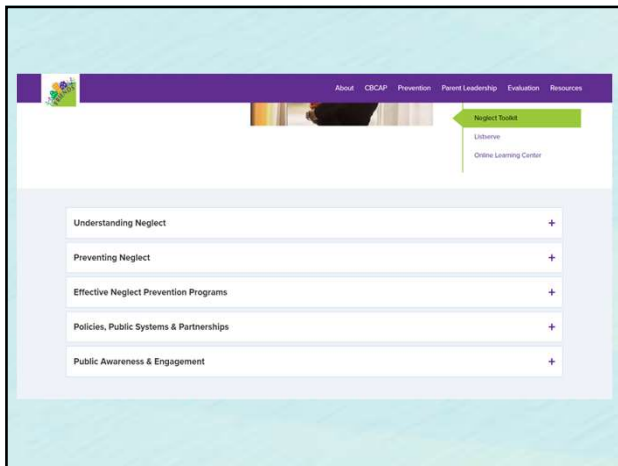 FRIENDS
About CBCAP Prevention Parent Leadership Evaluation Resources
Neglect Toolkit
Listserve
Online Learning Center
Understanding Neglect +
Preventing Neglect +
Effective Neglect Prevention Programs +
Policies, Public Systems & Partnerships +
Public Awareness & Engagement +